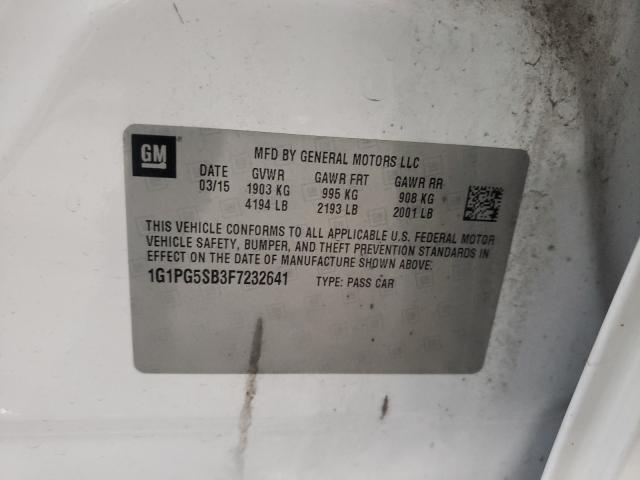 GM
MFD BY GENERAL MOTORS LLC
DATE GVWR GAWR FRT GAWR RR
03/15 1903 KG 995 KG 908 KG
4194 LB 2193 LB 2001 LB
THIS VEHICLE CONFORMS TO ALL APPLICABLE U.S. FEDERAL MOTOR
VEHICLE SAFETY, BUMPER, AND THEFT PREVENTION STANDARDS IN
EFFECT ON THE DATE OF MANUFACTURE SHOWN ABOVE.
1G1PG5SB3F7232641 TYPE: PASS CAR